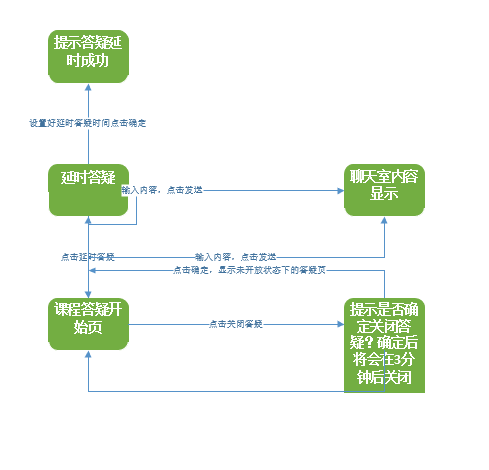 提示答疑延
时成功
设置好延时答疑时间点击确定
延时答疑
输入内容，点击发送
聊天室内容
显示
点击延时答疑
输入内容，点击发送
点击确定，显示未开放状态下的答疑页
课程答疑开
始页
点击关闭答疑
提示是否确
定关闭答
疑？确定后
将会在3分
钟后关闭